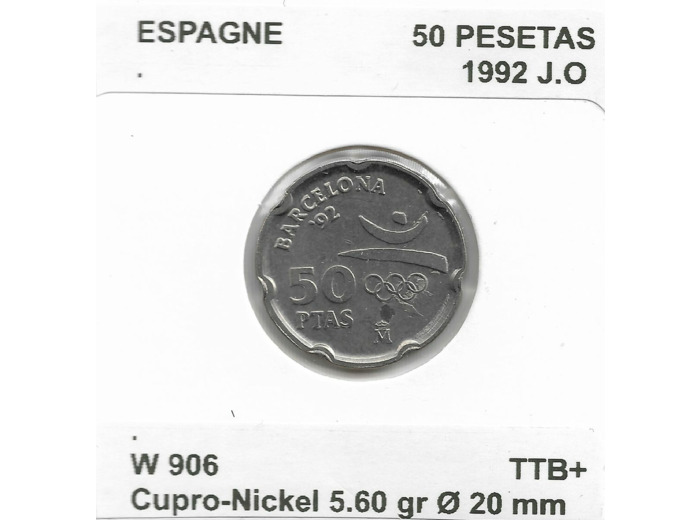 ESPAGNE 50 PESETAS
. 1992 J.O
BARCELONA
'92
50
PTAS
M
.
W 906 TTB+
Cupro-Nickel 5.60 gr Ø 20 mm